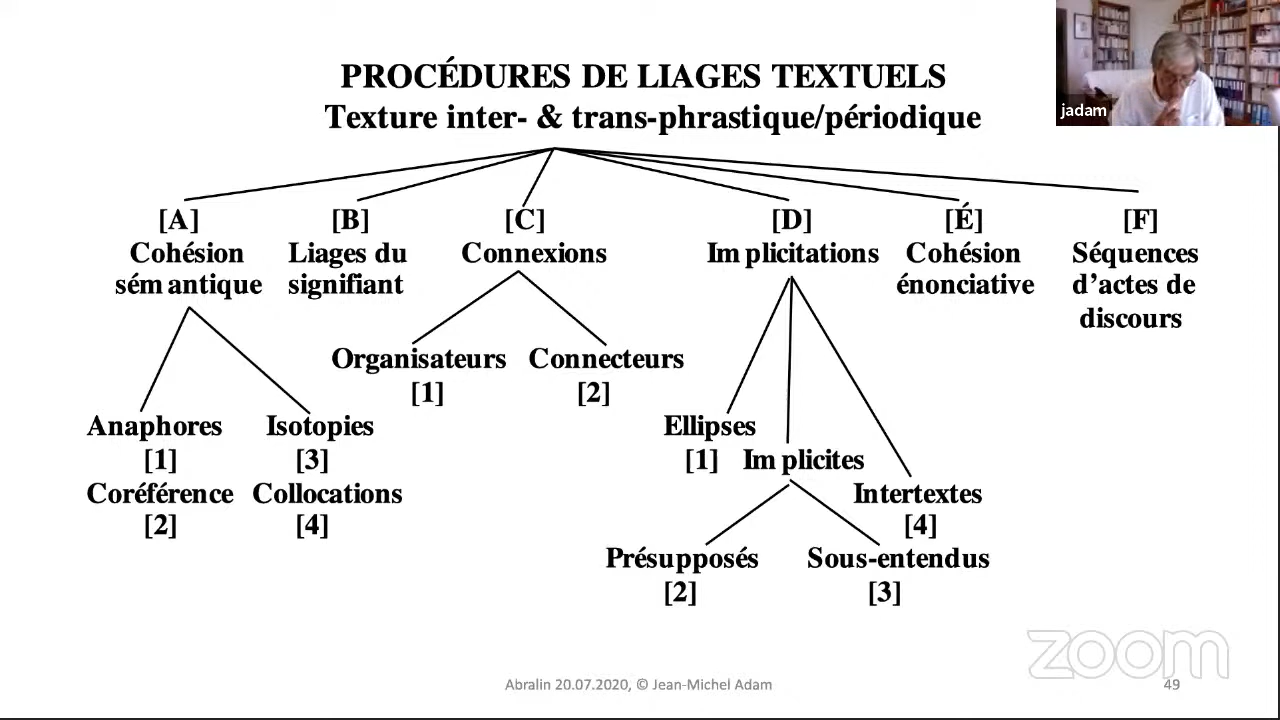 PROCÉDURES DE LIAGES TEXTUELS
Texture inter- & trans-phrastique/périodique
jadam
[A] [B] [C] [D] [É] [F]
Cohésion Liages du Connexions Implicitations Cohésion Séquences
sémantique signifiant énonciative d’actes de
discours
Organisateurs Connecteurs
[1] [2]
Anaphores Isotopies Ellipses
[1] [3] [1] Implicites
Coréférence Collocations Intertextes
[2] [4] [4]
Présupposés Sous-entendus
[2] [3]
zoom
Abralin 20.07.2020, © Jean-Michel Adam 49